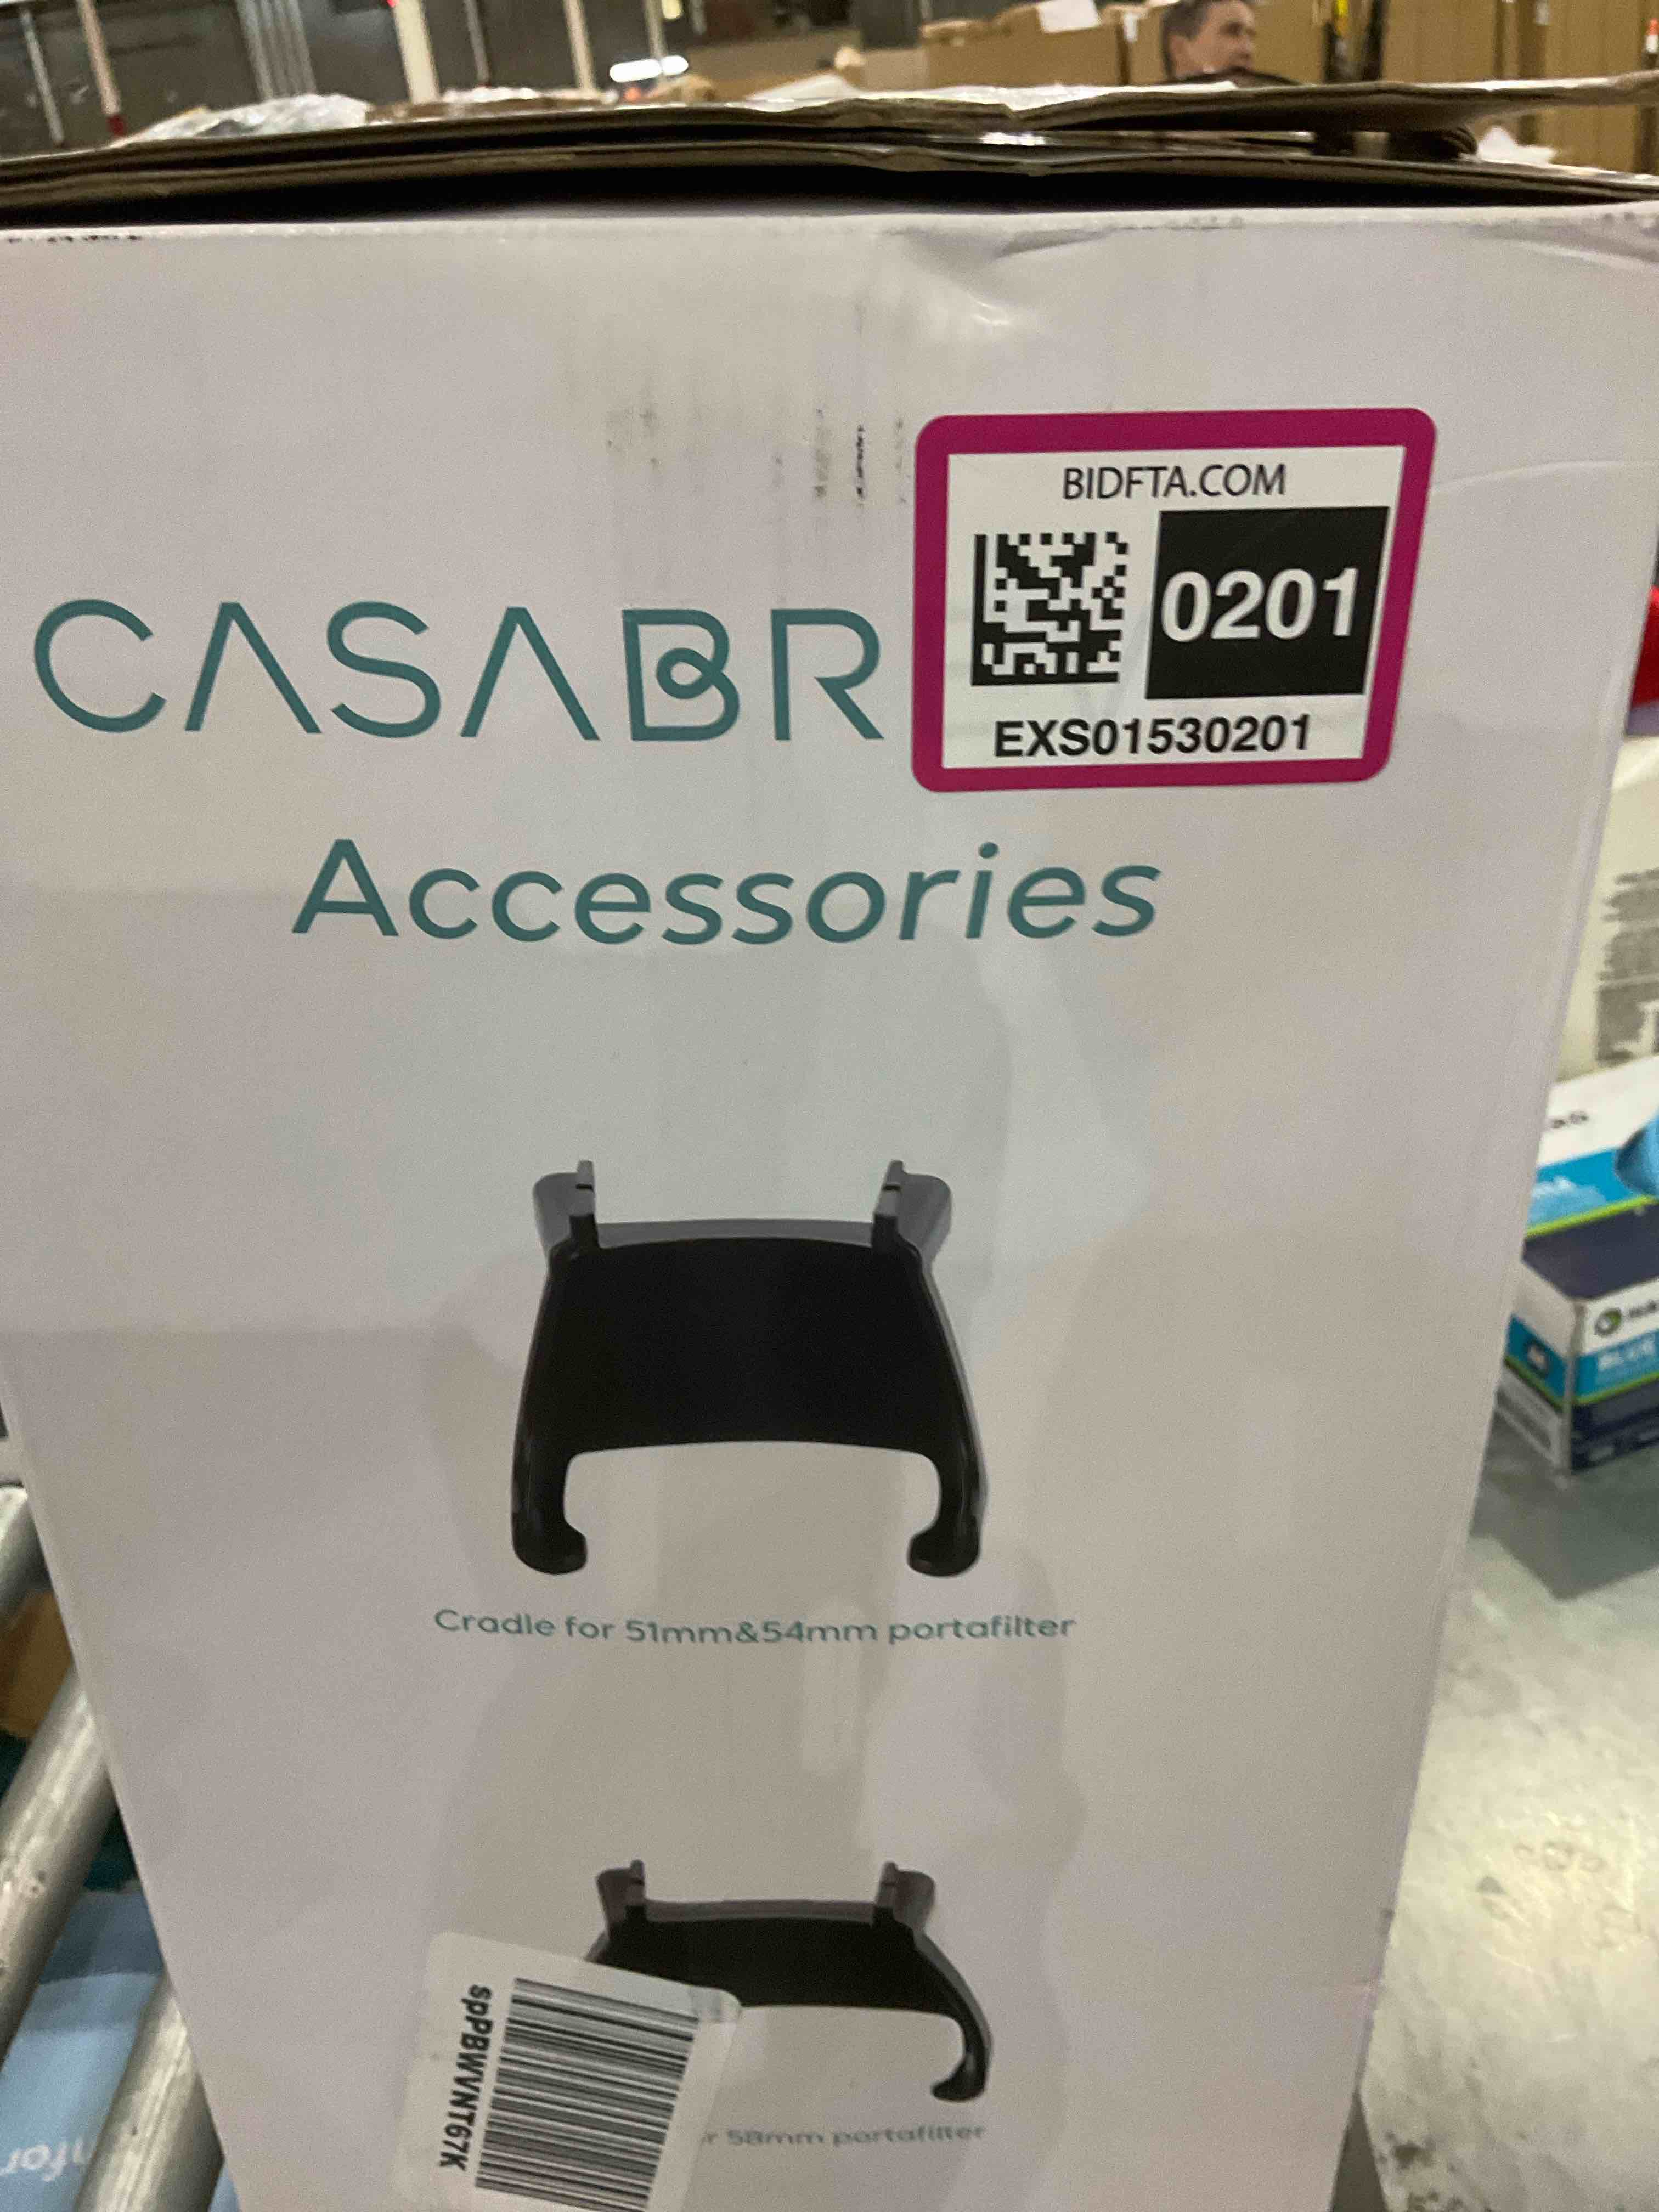 BIDFTA.COM
0201
EXS01530201
CASABR
Accessories
Cradle for 51mm&54mm portafilter
spPBWVNT67K
r 58mm portafilter